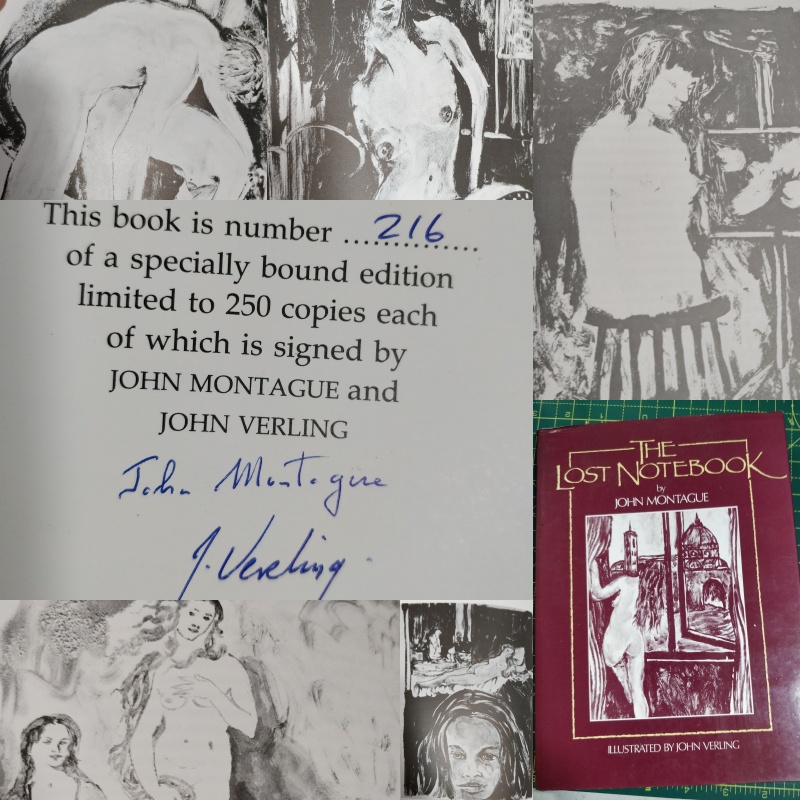 This book is number ...216...
of a specially bound edition
limited to 250 copies each
of which is signed by
JOHN MONTAGUE and
JOHN VERLING
John Montague
J. Verling.
THE
LOST NOTEBOOK
by
JOHN MONTAGUE
ILLUSTRATED BY JOHN VERLING